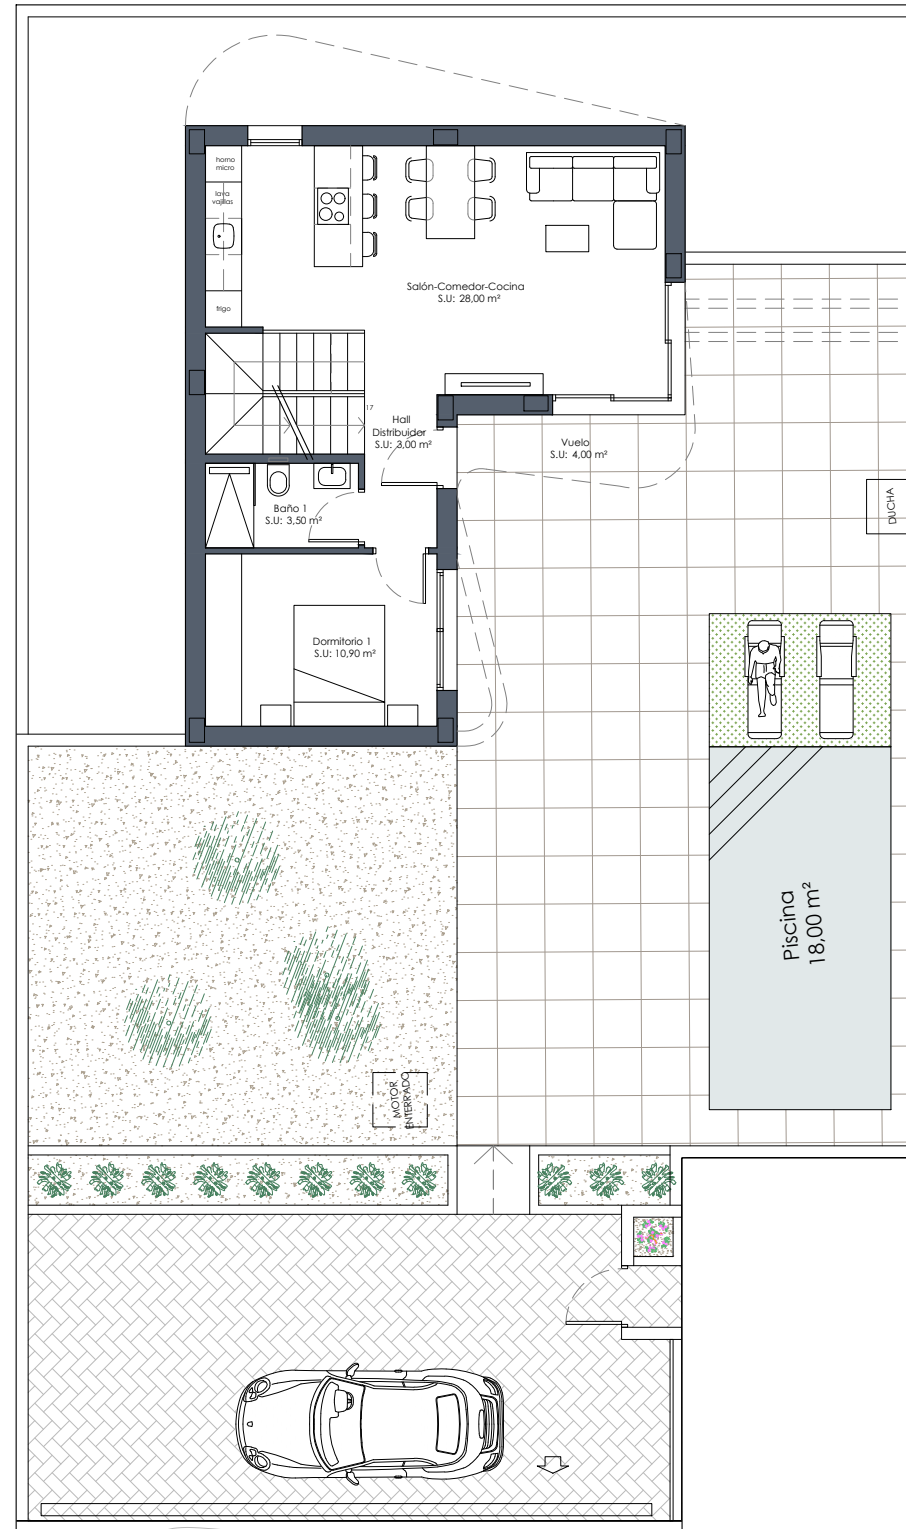 horno
micro
lava
vajillas
frigo
Salón-Comedor-Cocina
S.U: 28,00 m²
17
Hall
Distribuidor
S.U: 3,00 m²
Vuelo
S.U: 4,00 m²
Baño 1
S.U: 3,50 m²
DUCHA
Dormitorio 1
S.U: 10,90 m²
Piscina
18,00 m²
MOTOR
ENTERRADO